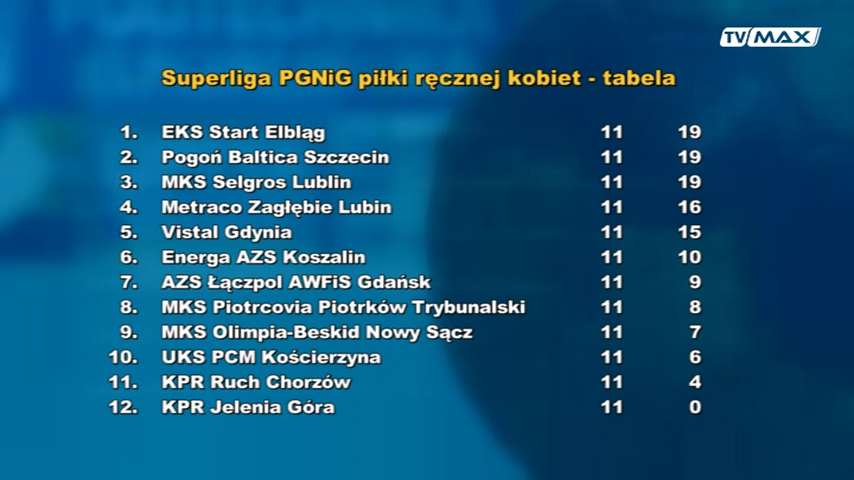 TV MAX
Superliga PGNiG piłki ręcznej kobiet - tabela
1. EKS Start Elbląg 11 19
2. Pogoń Baltica Szczecin 11 19
3. MKS Selgros Lublin 11 19
4. Metraco Zagłębie Lubin 11 16
5. Vistal Gdynia 11 15
6. Energa AZS Koszalin 11 10
7. AZS Łączpol AWFiS Gdańsk 11 9
8. MKS Piotrcovia Piotrków Trybunalski 11 8
9. MKS Olimpia-Beskid Nowy Sącz 11 7
10. UKS PCM Kościerzyna 11 6
11. KPR Ruch Chorzów 11 4
12. KPR Jelenia Góra 11 0